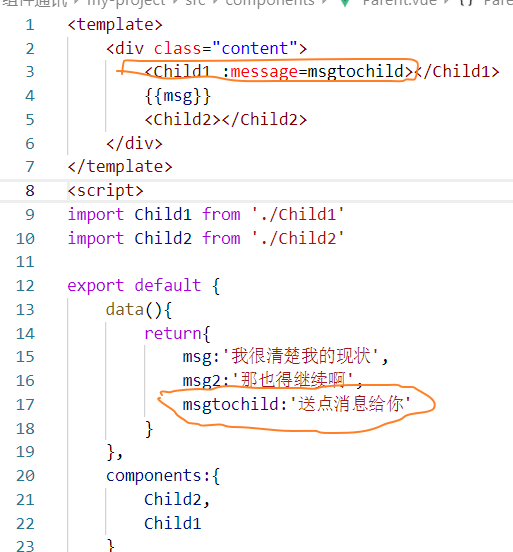 组件通讯 › my-project › src › components › Parent.vue › {}
1 <template>
2 <div class="content">
3 <Child1 :message=msgtochild></Child1>
4 {{msg}}
5 <Child2></Child2>
6 </div>
7 </template>
8 <script>
9 import Child1 from './Child1'
10 import Child2 from './Child2'
11
12 export default {
13 data(){
14 return{
15 msg:'我很清楚我的现状',
16 msg2:'那也得继续啊',
17 msgtochild:'送点消息给你'
18 }
19 },
20 components:{
21 Child2,
22 Child1
23 }